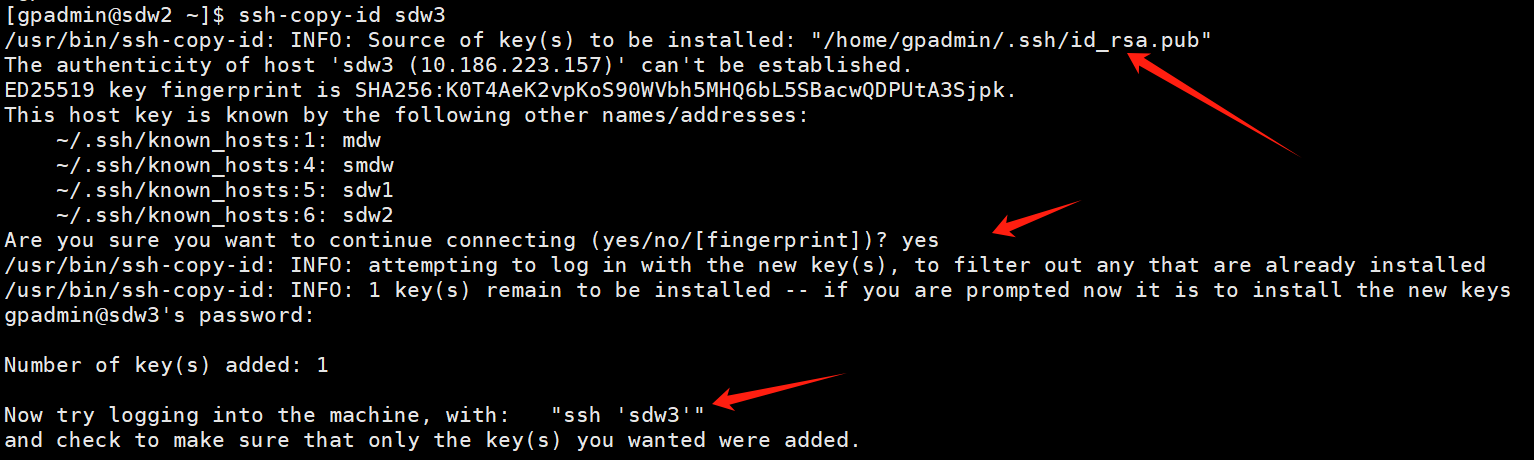 [gpadmin@sdw2 ~]$ ssh-copy-id sdw3
/usr/bin/ssh-copy-id: INFO: Source of key(s) to be installed: "/home/gpadmin/.ssh/id_rsa.pub"
The authenticity of host 'sdw3 (10.186.223.157)' can't be established.
ED25519 key fingerprint is SHA256:K0T4AeK2vpKoS90WVbh5MHQ6bL5SBacwQDPUtA3Sjpk.
This host key is known by the following other names/addresses:
    ~/.ssh/known_hosts:1: mdw
    ~/.ssh/known_hosts:4: smdw
    ~/.ssh/known_hosts:5: sdw1
    ~/.ssh/known_hosts:6: sdw2
Are you sure you want to continue connecting (yes/no/[fingerprint])? yes
/usr/bin/ssh-copy-id: INFO: attempting to log in with the new key(s), to filter out any that are already installed
/usr/bin/ssh-copy-id: INFO: 1 key(s) remain to be installed -- if you are prompted now it is to install the new keys
gpadmin@sdw3's password:
Number of key(s) added: 1
Now try logging into the machine, with:   "ssh 'sdw3'"
and check to make sure that only the key(s) you wanted were added.